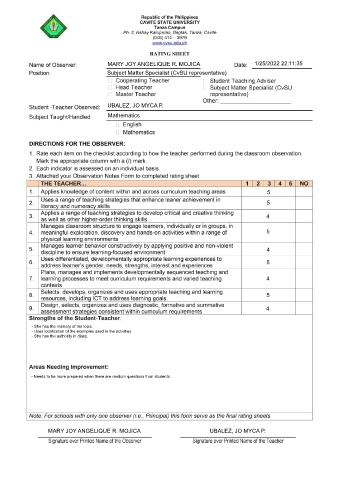 Republic of the Philippines
CAVITE STATE UNIVERSITY
Tanza Campus
Ph. 2, Bahay Katuparan, Bagtas, Tanza, Cavite
(046) 414 - 3979
www.cvsu.edu.ph
RATING SHEET
Name of Observer: MARY JOY ANGELIQUE R. MOJICA Date: 1/25/2022 22:11:35
Position: Subject Matter Specialist (CvSU representative)
Cooperating Teacher Student Teaching Adviser
Head Teacher Subject Matter Specialist (CvSU
Master Teacher representative)
Other:
Student -Teacher Observed: UBALEZ, JO MYCA P.
Subject Taught/Handled Mathematics
English
Mathematics
DIRECTIONS FOR THE OBSERVER:
1. Rate each item on the checklist according to how the teacher performed during the classroom observation.
Mark the appropriate column with a (/) mark.
2. Each indicator is assessed on an individual basis.
3. Attached your Observation Notes Form to completed rating sheet
THE TEACHER… 1 2 3 4 5 NO
1. Applies knowledge of content within and across curriculum teaching areas 5
2. Uses a range of teaching strategies that enhance learner achievement in
literacy and numeracy skills 5
3. Applies a range of teaching strategies to develop critical and creative thinking
as well as other higher-order thinking skills 4
4. Manages classroom structure to engage learners, individually or in groups, in
meaningful exploration, discovery and hands-on activities within a range of
physical learning environments 5
5. Manages learner behavior constructively by applying positive and non-violent
discipline to ensure learning-focused environment 4
6. Uses differentiated, developmentally appropriate learning experiences to
address learner's gender, needs, strengths, interests and experiences 5
7. Plans, manages and implements developmentally sequenced teaching and
learning processes to meet curriculum requirements and varied teaching
contexts 4
8. Selects, develops, organizes and uses appropriate teaching and learning
resources, including ICT to address learning goals 5
9. Design, selects, organizes and uses diagnostic, formative and summative
assessment strategies consistent within curriculum requirements 4
Strengths of the Student-Teacher:
- She has the mastery of the topic.
- Uses localization of the examples used in the activities
- She has the authority in class.
Areas Needing Improvement:
- Needs to be more prepared when there are random questions from students
Note: For schools with only one observer (i.e., Principal) this form serve as the final rating sheets
MARY JOY ANGELIQUE R. MOJICA UBALEZ, JO MYCA P.
Signature over Printed Name of the Observer Signature over Printed Name of the Teacher